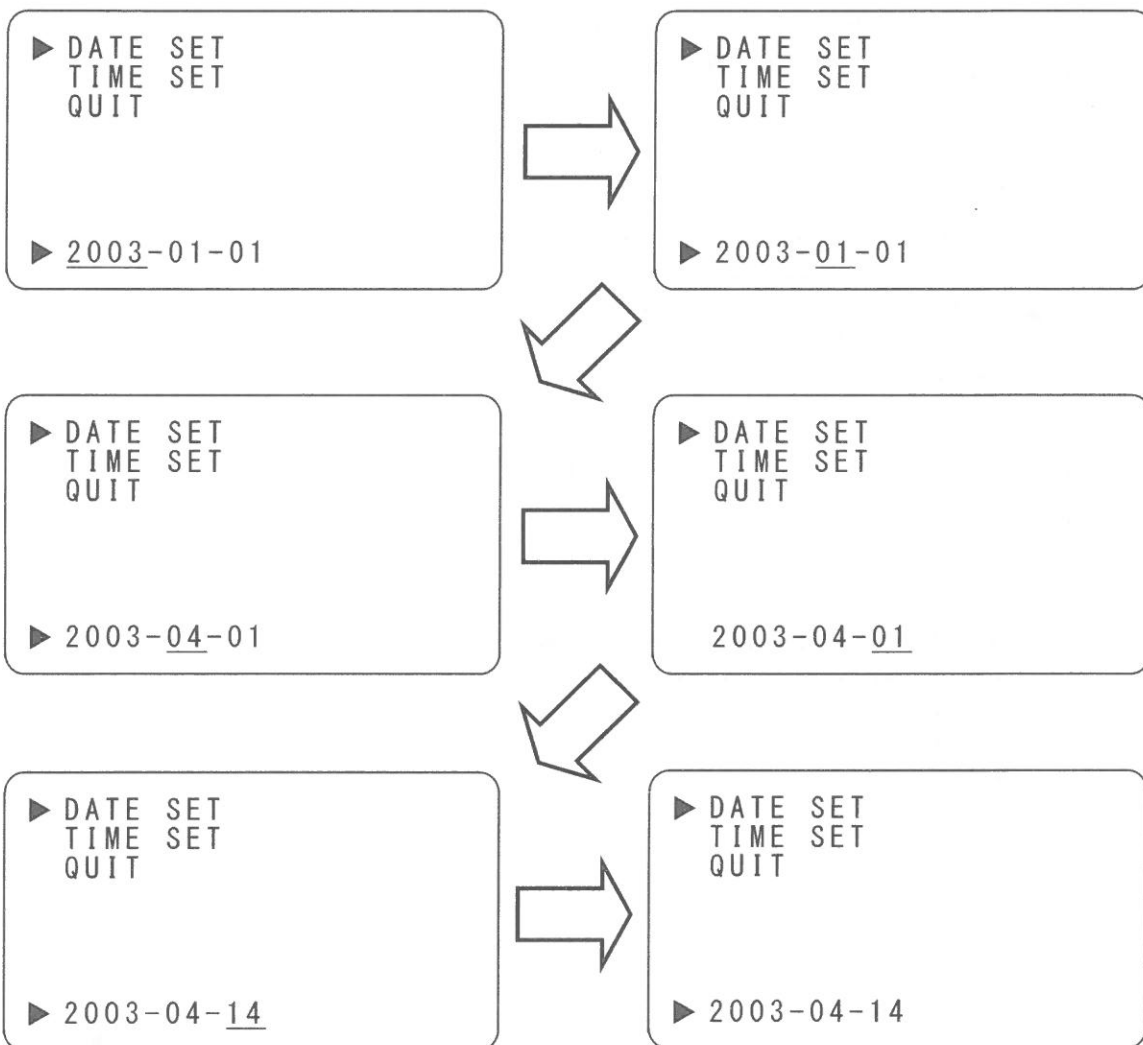 ▶ DATE SET
TIME SET
QUIT
▶ 2003-01-01
▶ DATE SET
TIME SET
QUIT
▶ 2003-01-01
▶ DATE SET
TIME SET
QUIT
▶ 2003-04-01
▶ DATE SET
TIME SET
QUIT
2003-04-01
▶ DATE SET
TIME SET
QUIT
▶ 2003-04-14
▶ DATE SET
TIME SET
QUIT
▶ 2003-04-14